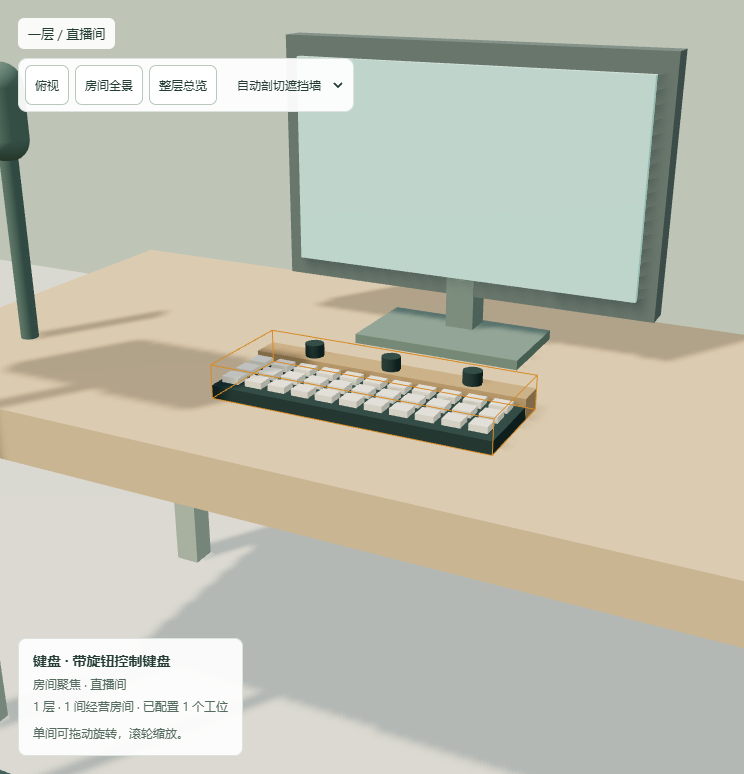 一层 / 直播间
俯视 房间全景 整层总览 自动剖切遮挡墙
键盘 · 带旋钮控制键盘
房间聚焦 · 直播间
1 层 · 1 间经营房间 · 已配置 1 个工位
单间可拖动旋转，滚轮缩放。